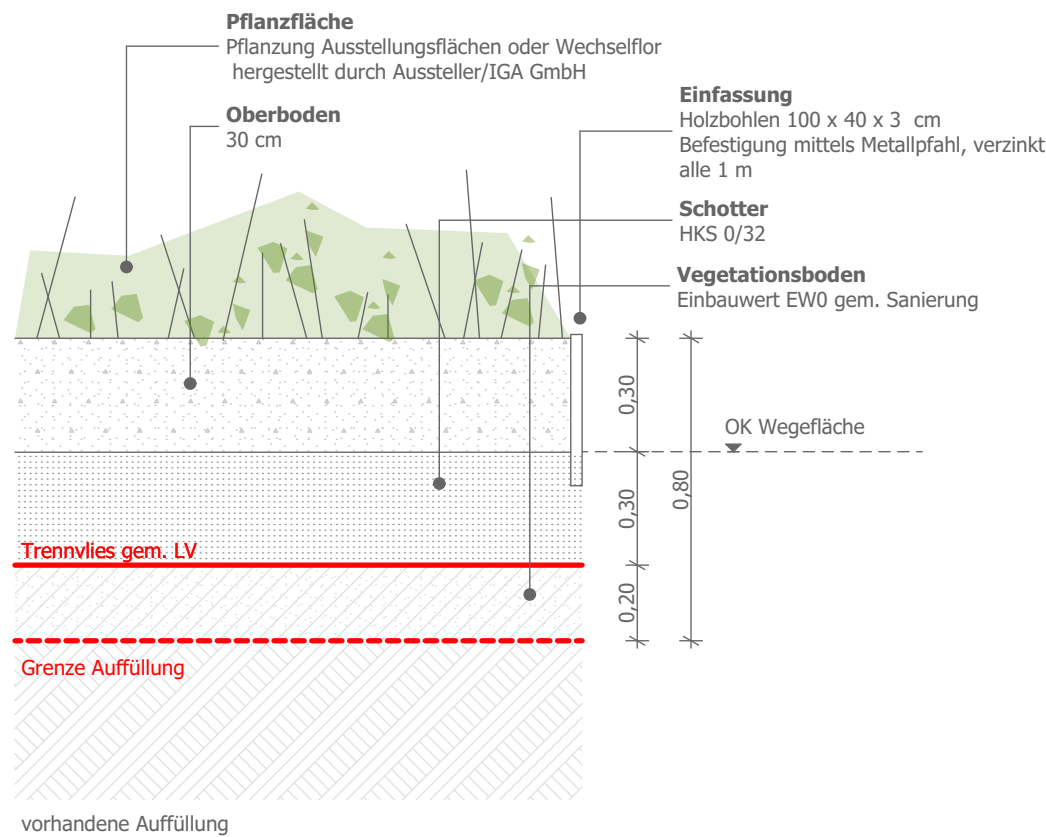 Pflanzfläche
Pflanzung Ausstellungsflächen oder Wechselflor
hergestellt durch Aussteller/IGA GmbH
Oberboden
30 cm
Einfassung
Holzbohlen 100 x 40 x 3 cm
Befestigung mittels Metallpfahl, verzinkt
alle 1 m
Schotter
HKS 0/32
Vegetationsboden
Einbauwert EW0 gem. Sanierung
0,30
OK Wegefläche
0,30
0,80
Trennvlies gem. LV
0,20
Grenze Auffüllung
vorhandene Auffüllung